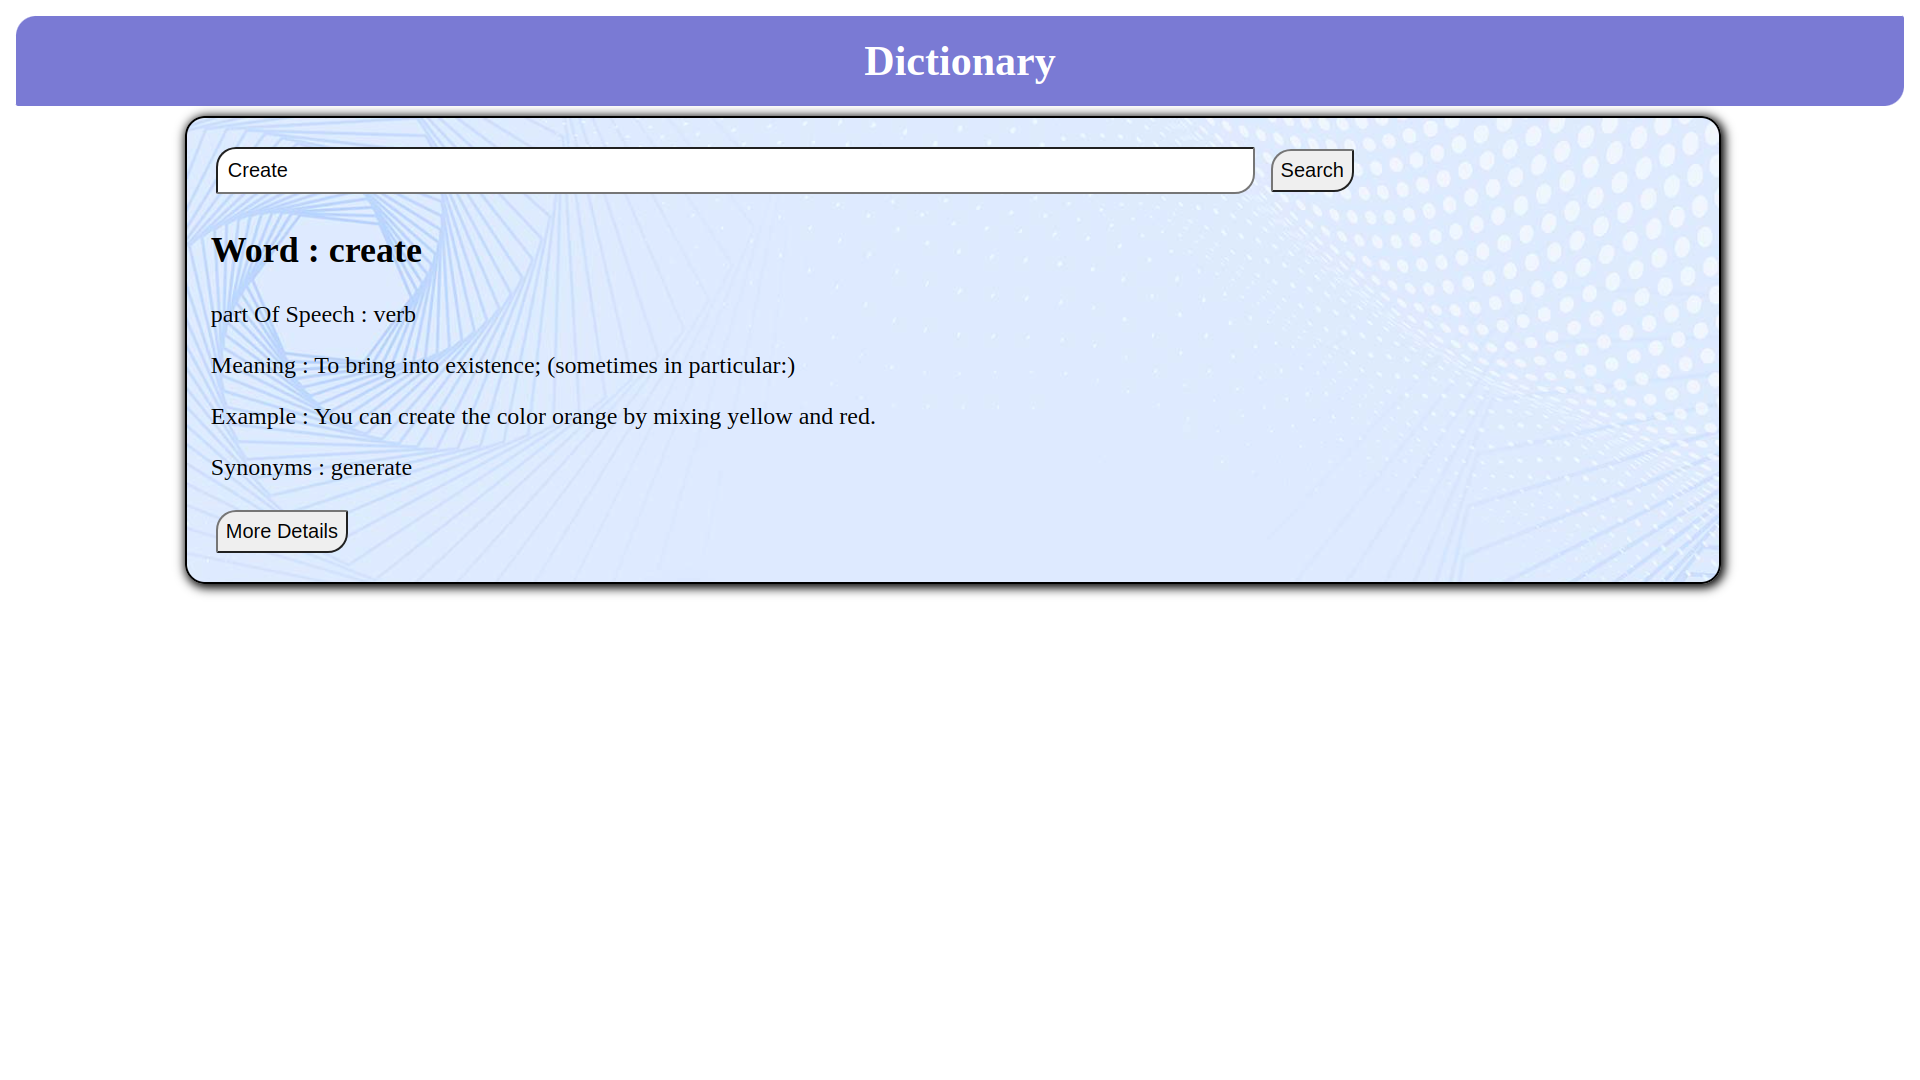 Dictionary
Create
Search
Word : create
part Of Speech : verb
Meaning : To bring into existence; (sometimes in particular:)
Example : You can create the color orange by mixing yellow and red.
Synonyms : generate
More Details